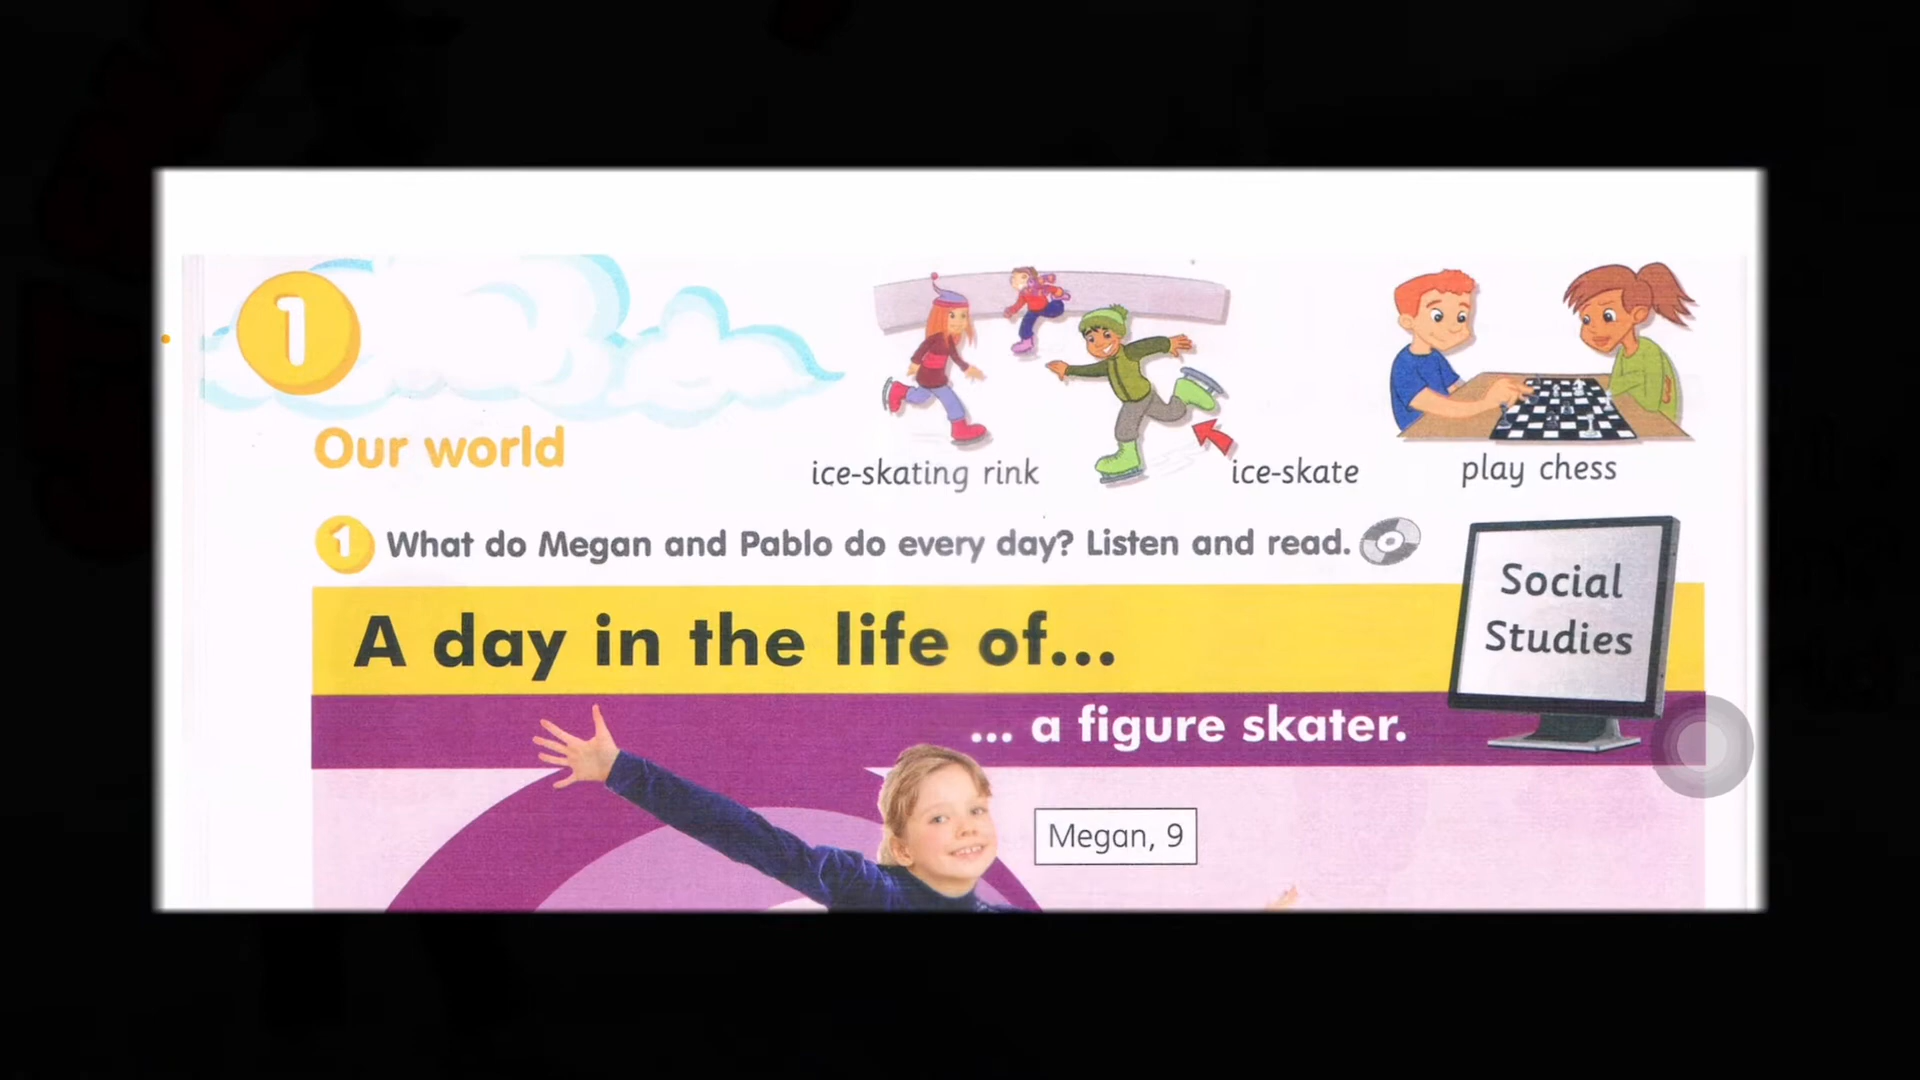 1
Our world
ice-skating rink
ice-skate
play chess
1 What do Megan and Pablo do every day? Listen and read.
Social
Studies
A day in the life of...
... a figure skater.
Megan, 9